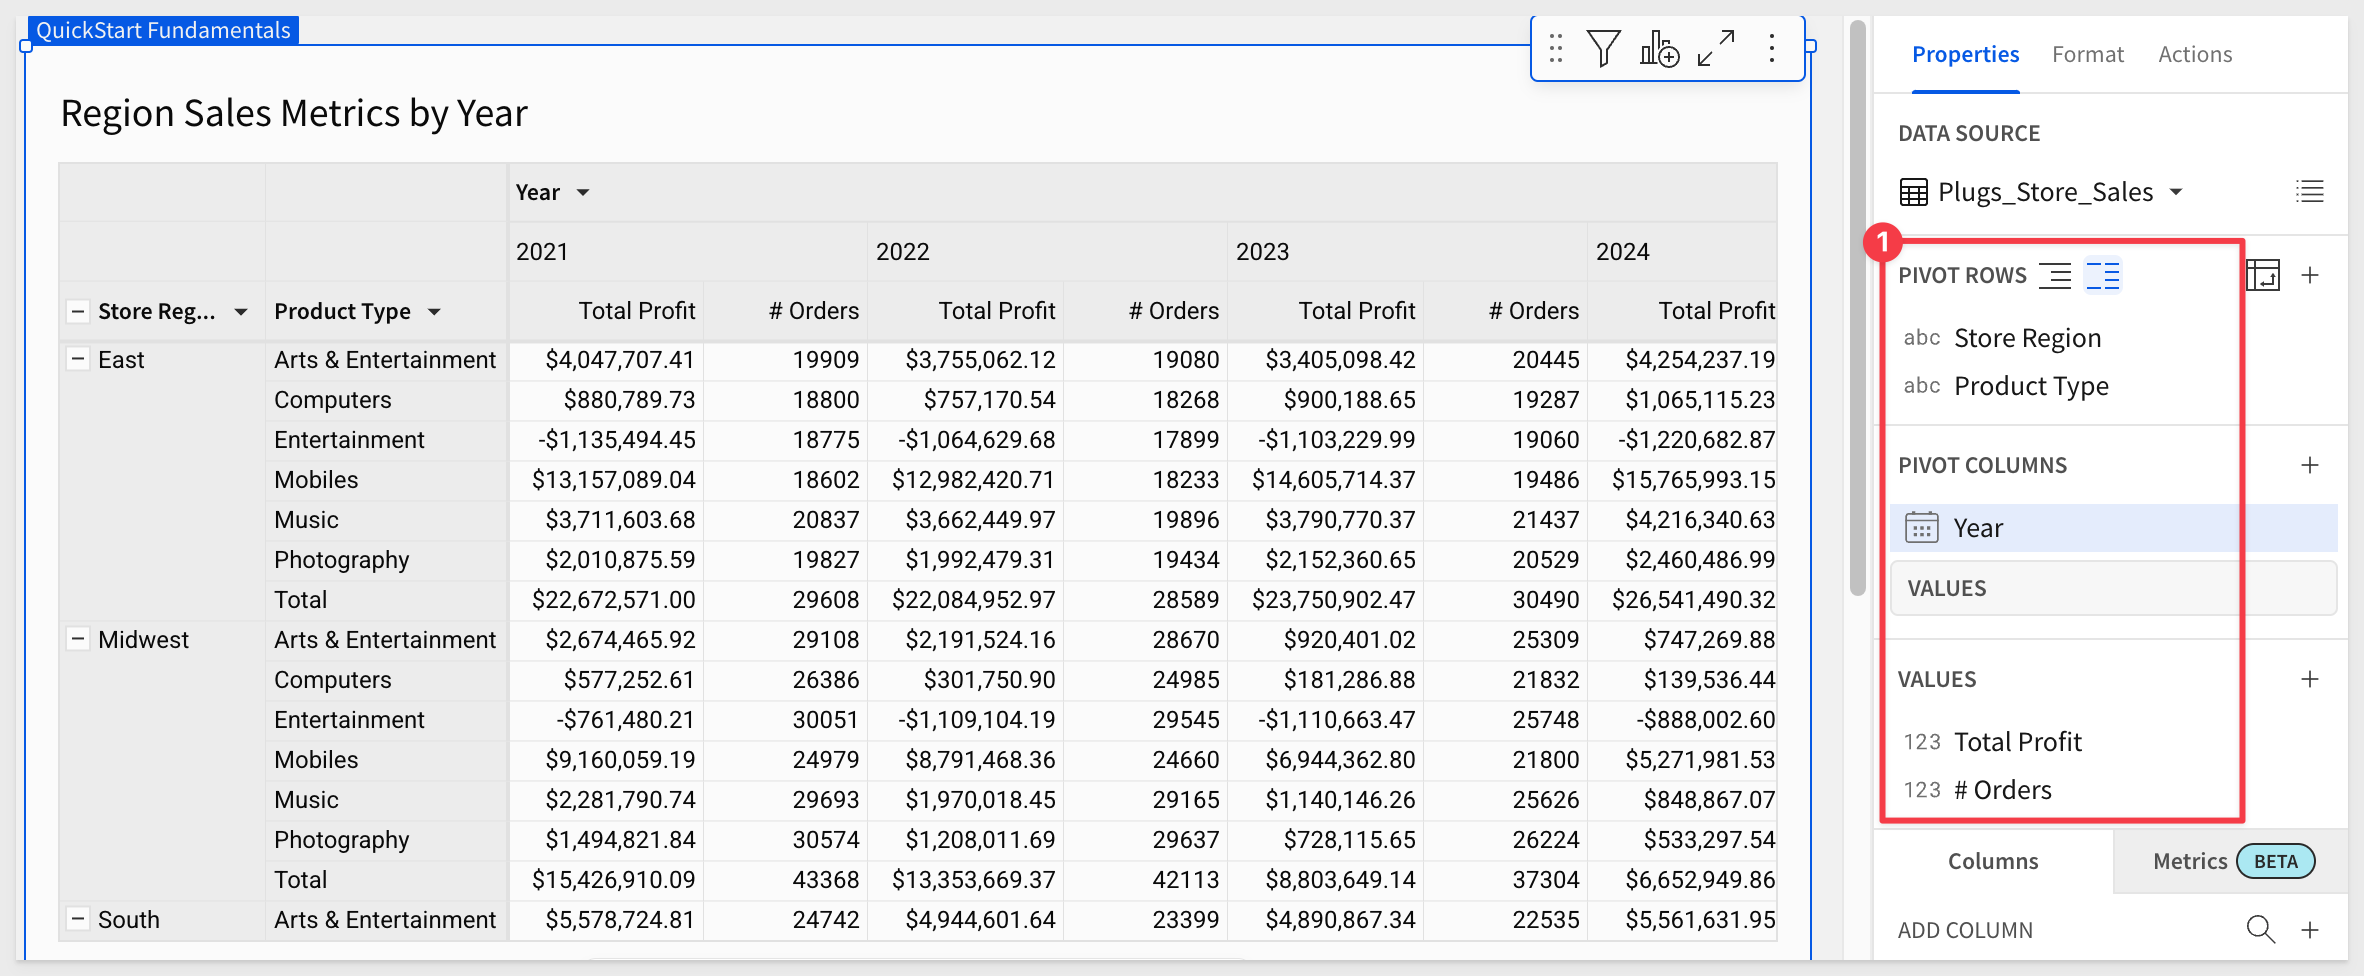 QuickStart Fundamentals
Region Sales Metrics by Year
Year
2021 2022 2023 2024
Store Reg... Product Type Total Profit # Orders Total Profit # Orders Total Profit # Orders Total Profit
East Arts & Entertainment $4,047,707.41 19909 $3,755,062.12 19080 $3,405,098.42 20445 $4,254,237.19
Computers $880,789.73 18800 $757,170.54 18268 $900,188.65 19287 $1,065,115.23
Entertainment -$1,135,494.45 18775 -$1,064,629.68 17899 -$1,103,229.99 19060 -$1,220,682.87
Mobiles $13,157,089.04 18602 $12,982,420.71 18233 $14,605,714.37 19486 $15,765,993.15
Music $3,711,603.68 20837 $3,662,449.97 19896 $3,790,770.37 21437 $4,216,340.63
Photography $2,010,875.59 19827 $1,992,479.31 19434 $2,152,360.65 20529 $2,460,486.99
Total $22,672,571.00 29608 $22,084,952.97 28589 $23,750,902.47 30490 $26,541,490.32
Midwest Arts & Entertainment $2,674,465.92 29108 $2,191,524.16 28670 $920,401.02 25309 $747,269.88
Computers $577,252.61 26386 $301,750.90 24985 $181,286.88 21832 $139,536.44
Entertainment -$761,480.21 30051 -$1,109,104.19 29545 -$1,110,663.47 25748 -$888,002.60
Mobiles $9,160,059.19 24979 $8,791,468.36 24660 $6,944,362.80 21800 $5,271,981.53
Music $2,281,790.74 29693 $1,970,018.45 29165 $1,140,146.26 25626 $848,867.07
Photography $1,494,821.84 30574 $1,208,011.69 29637 $728,115.65 26224 $533,297.54
Total $15,426,910.09 43368 $13,353,669.37 42113 $8,803,649.14 37304 $6,652,949.86
South Arts & Entertainment $5,578,724.81 24742 $4,944,601.64 23399 $4,890,867.34 22535 $5,561,631.95
Properties Format Actions
DATA SOURCE
Plugs_Store_Sales
1
PIVOT ROWS
abc Store Region
abc Product Type
PIVOT COLUMNS
Year
VALUES
VALUES
123 Total Profit
123 # Orders
Columns Metrics BETA
ADD COLUMN